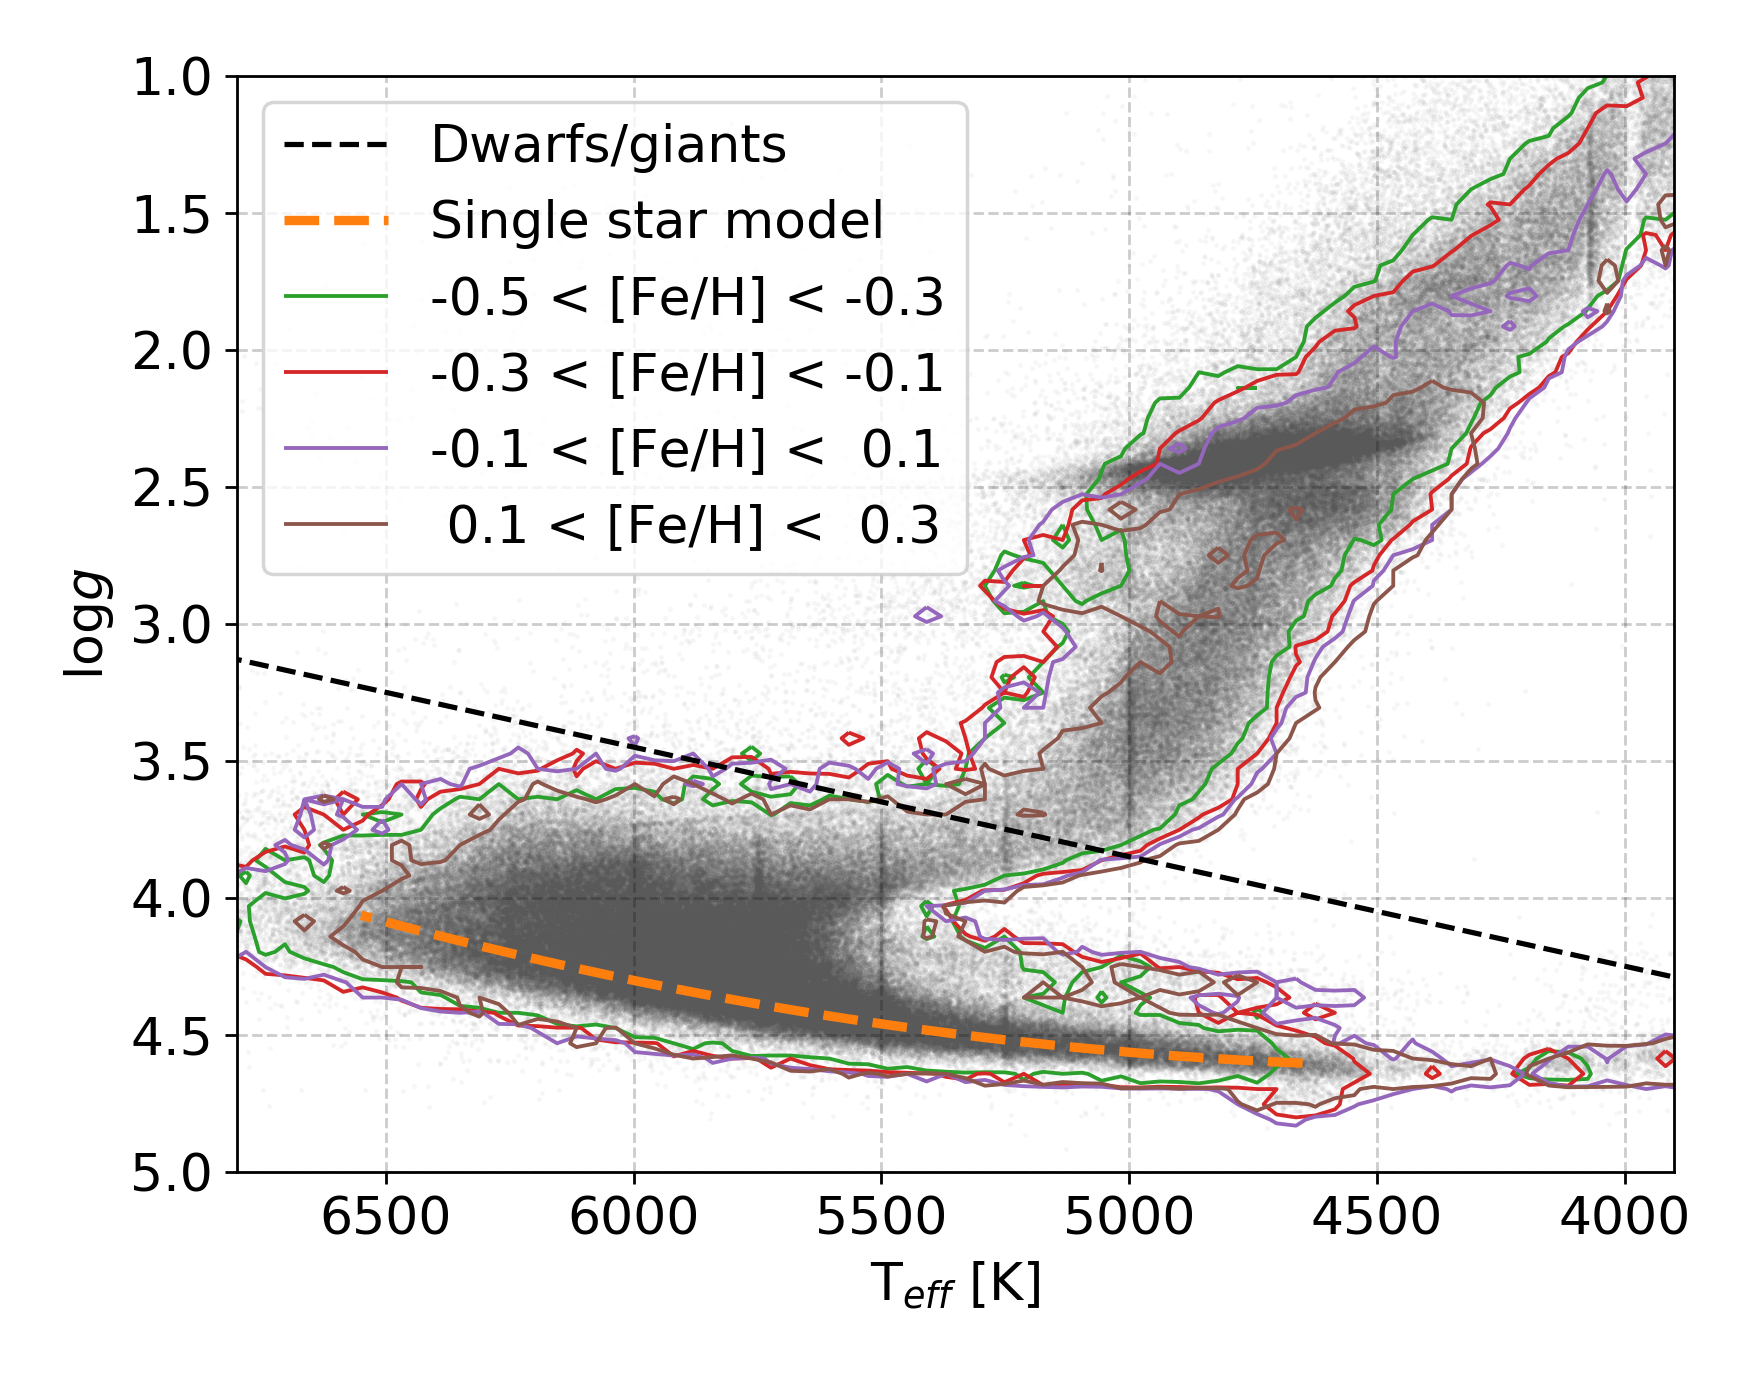 1.0
1.5
2.0
2.5
3.0
3.5
4.0
4.5
5.0
logg
Dwarfs/giants
Single star model
-0.5 < [Fe/H] < -0.3
-0.3 < [Fe/H] < -0.1
-0.1 < [Fe/H] < 0.1
0.1 < [Fe/H] < 0.3
6500 6000 5500 5000 4500 4000
Teff [K]